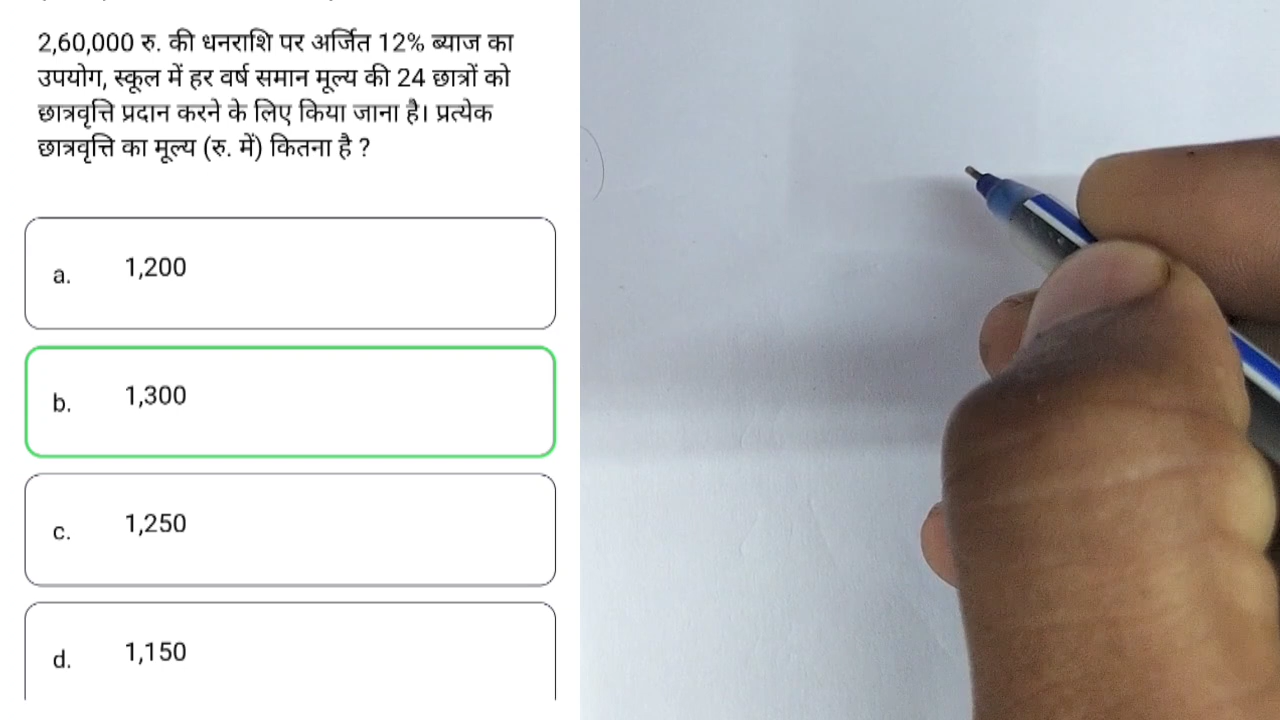 2,60,000 रु. की धनराशि पर अर्जित 12% ब्याज का
उपयोग, स्कूल में हर वर्ष समान मूल्य की 24 छात्रों को
छात्रवृत्ति प्रदान करने के लिए किया जाना है। प्रत्येक
छात्रवृत्ति का मूल्य (रु. में) कितना है ?
a. 1,200
b. 1,300
c. 1,250
d. 1,150